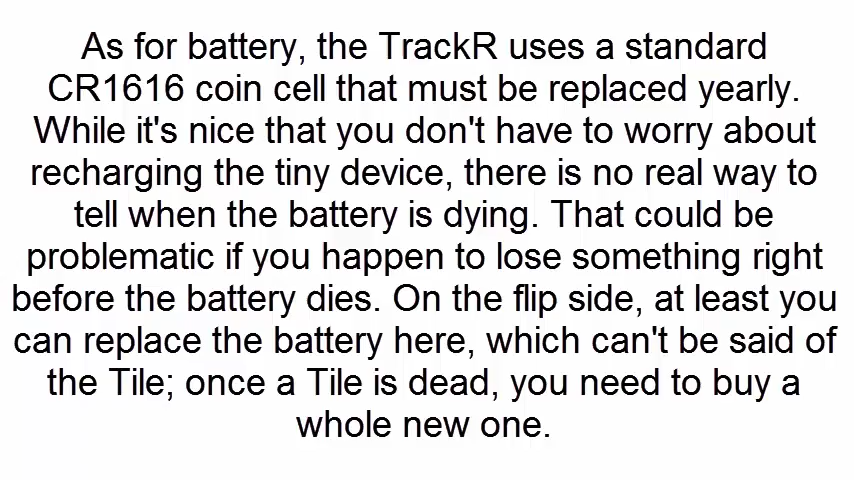 As for battery, the TrackR uses a standard
CR1616 coin cell that must be replaced yearly.
While it's nice that you don't have to worry about
recharging the tiny device, there is no real way to
tell when the battery is dying. That could be
problematic if you happen to lose something right
before the battery dies. On the flip side, at least you
can replace the battery here, which can't be said of
the Tile; once a Tile is dead, you need to buy a
whole new one.